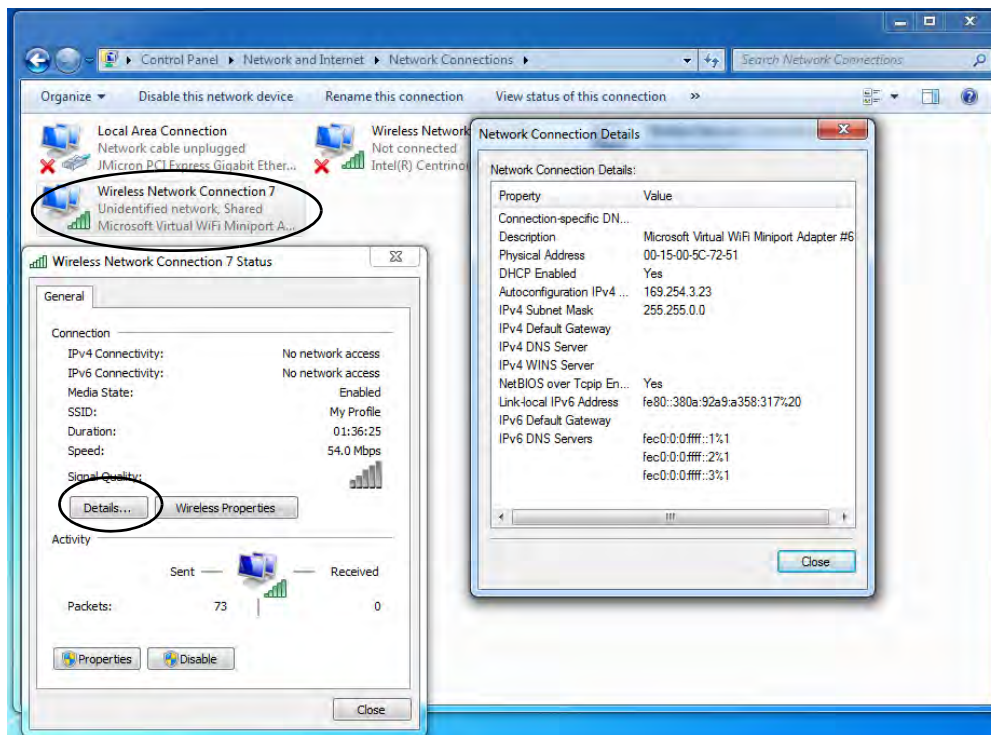 Control Panel ▸ Network and Internet ▸ Network Connections ▸
Search Network Connections
Organize
Disable this network device
Rename this connection
View status of this connection
»
Local Area Connection
Network cable unplugged
JMicron PCI Express Gigabit Ether...
Wireless Network
Not connected
Intel(R) Centrino
Wireless Network Connection 7
Unidentified network, Shared
Microsoft Virtual WiFi Miniport A...
Wireless Network Connection 7 Status
General
Connection
IPv4 Connectivity: No network access
IPv6 Connectivity: No network access
Media State: Enabled
SSID: My Profile
Duration: 01:36:25
Speed: 54.0 Mbps
Signal Quality:
Details... Wireless Properties
Activity
Sent Received
Packets: 73 0
Properties Disable
Close
Network Connection Details
Network Connection Details:
Property Value
Connection-specific DN...
Description Microsoft Virtual WiFi Miniport Adapter #6
Physical Address 00-15-00-5C-72-51
DHCP Enabled Yes
Autoconfiguration IPv4 ... 169.254.3.23
IPv4 Subnet Mask 255.255.0.0
IPv4 Default Gateway
IPv4 DNS Server
IPv4 WINS Server
NetBIOS over Tcpip En... Yes
Link-local IPv6 Address fe80::380a:92a9:a358:317%20
IPv6 Default Gateway
IPv6 DNS Servers fec0:0:0:ffff::1%1
fec0:0:0:ffff::2%1
fec0:0:0:ffff::3%1
Close